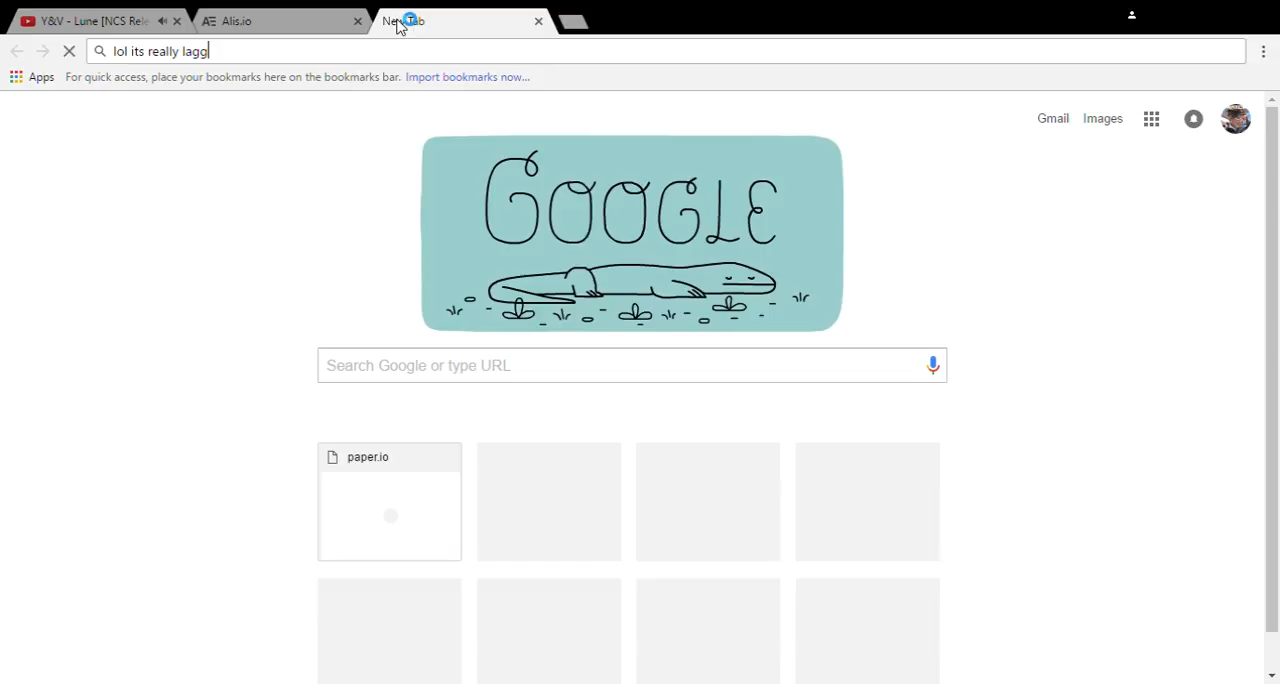 Y&V - Lune [NCS Rele
Alis.io
New Tab
lol its really lagg
Apps
For quick access, place your bookmarks here on the bookmarks bar. Import bookmarks now...
Gmail
Images
GOOGLE
Search Google or type URL
paper.io